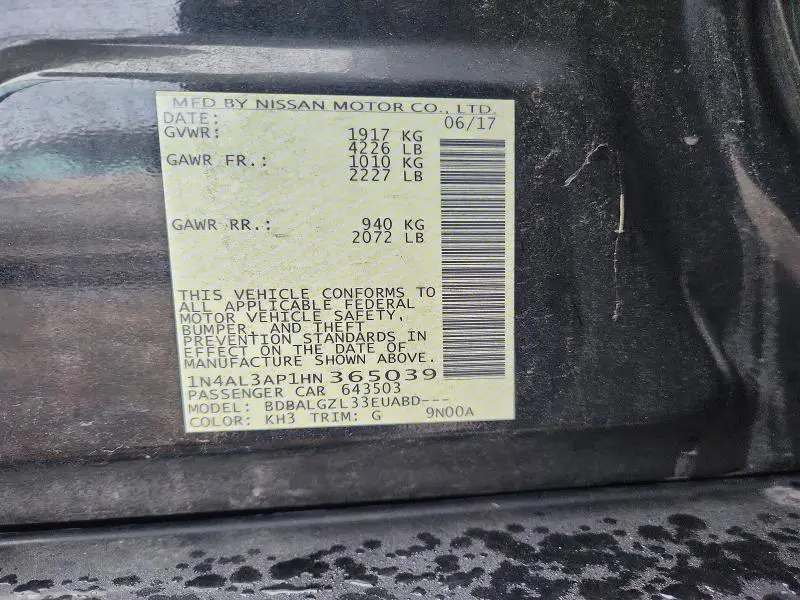 MFD BY NISSAN MOTOR CO., LTD.
DATE: 06/17
GVWR: 1917 KG
4226 LB
GAWR FR.: 1010 KG
2227 LB
GAWR RR.: 940 KG
2072 LB
THIS VEHICLE CONFORMS TO
ALL APPLICABLE FEDERAL
MOTOR VEHICLE SAFETY,
BUMPER, AND THEFT
PREVENTION STANDARDS IN
EFFECT ON THE DATE OF
MANUFACTURE SHOWN ABOVE.
1N4AL3AP1HN 365039
PASSENGER CAR 643503
MODEL: BDBALGZL33EUABD---
COLOR: KH3 TRIM: G 9N00A